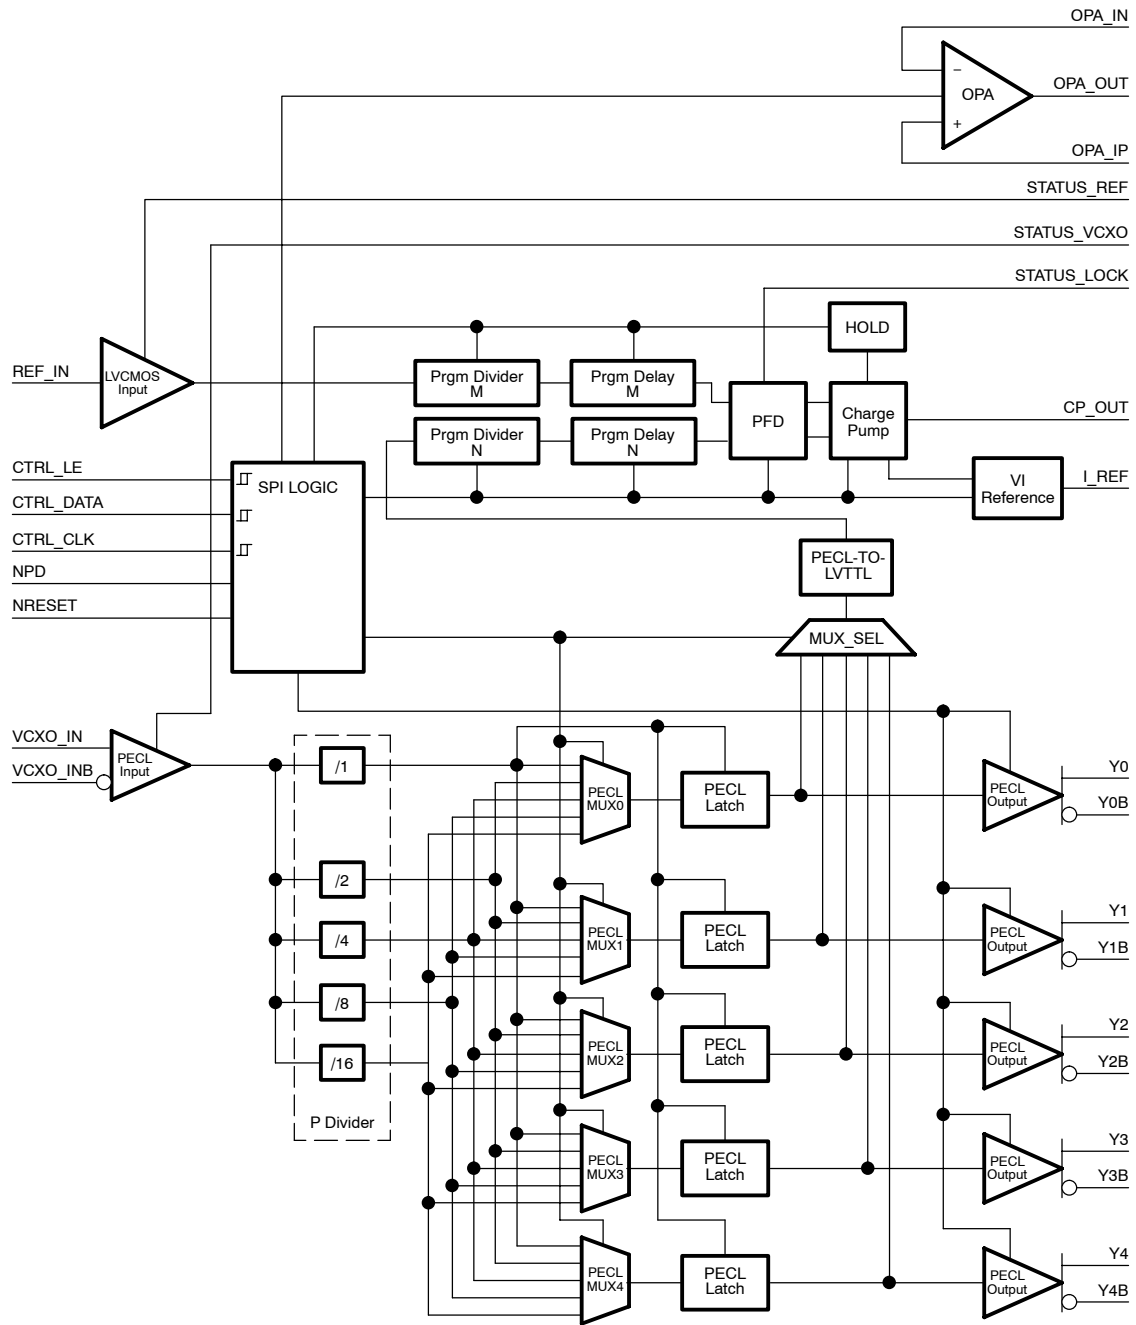 OPA_IN
−
OPA
OPA_OUT
+
OPA_IP
STATUS_REF
STATUS_VCXO
STATUS_LOCK
HOLD
REF_IN
LVCMOS
Input
Prgm Divider
M
Prgm Delay
M
PFD
Charge
Pump
CP_OUT
Prgm Divider
N
Prgm Delay
N
CTRL_LE
SPI LOGIC
VI
Reference
I_REF
CTRL_DATA
CTRL_CLK
NPD
NRESET
PECL-TO-
LVTTL
MUX_SEL
VCXO_IN
VCXO_INB
PECL
Input
/1
/2
/4
/8
/16
P Divider
PECL
MUX0
PECL
Latch
PECL
Output
Y0
Y0B
PECL
MUX1
PECL
Latch
PECL
Output
Y1
Y1B
PECL
MUX2
PECL
Latch
PECL
Output
Y2
Y2B
PECL
MUX3
PECL
Latch
PECL
Output
Y3
Y3B
PECL
MUX4
PECL
Latch
PECL
Output
Y4
Y4B